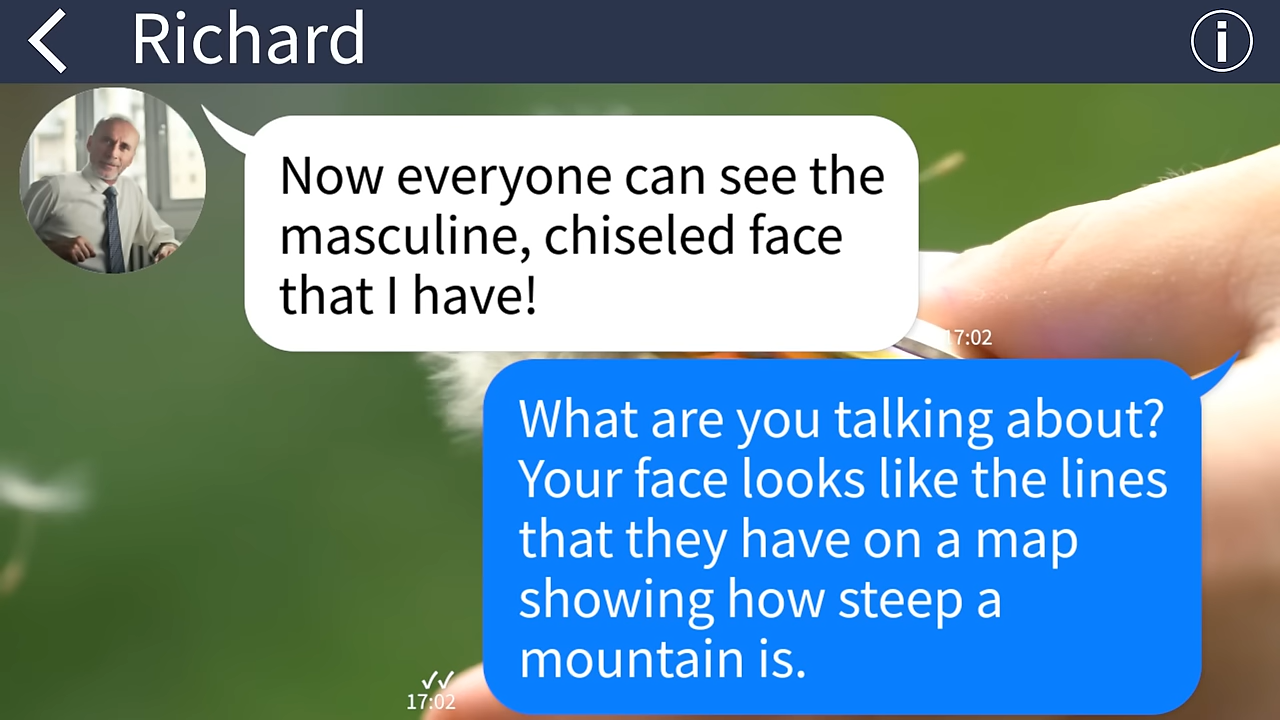 Richard
Now everyone can see the
masculine, chiseled face
that I have!
17:02
What are you talking about?
Your face looks like the lines
that they have on a map
showing how steep a
mountain is.
17:02